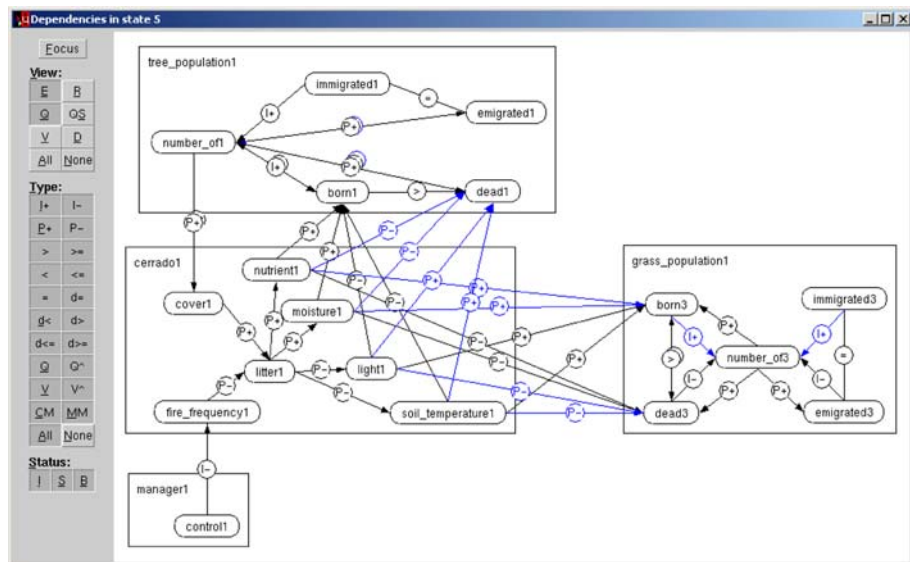 Dependencies in state 5
Focus
View:
E R
Q QS
V D
All None
Type:
I+ I-
P+ P-
> >=
< <=
= d=
d< d>
d<= d>=
Q Q^
V V^
CM MM
All None
Status:
I S B
tree_population1
immigrated1
=
I+
emigrated1
P+
number_of1
P+
I+
born1
>
dead1
P+
cerrado1
P+
P+
P-
P-
P-
P+
P+
nutrient1
P-
P+
cover1
moisture1
P+
P+
P+
P+
P+
P+
litter1
P-
light1
P-
P-
fire_frequency1
P-
soil_temperature1
P+
P-
P-
I-
manager1
control1
grass_population1
born3
immigrated3
I+
P+
I+
>
number_of3
=
I-
I-
P+
P+
dead3
emigrated3